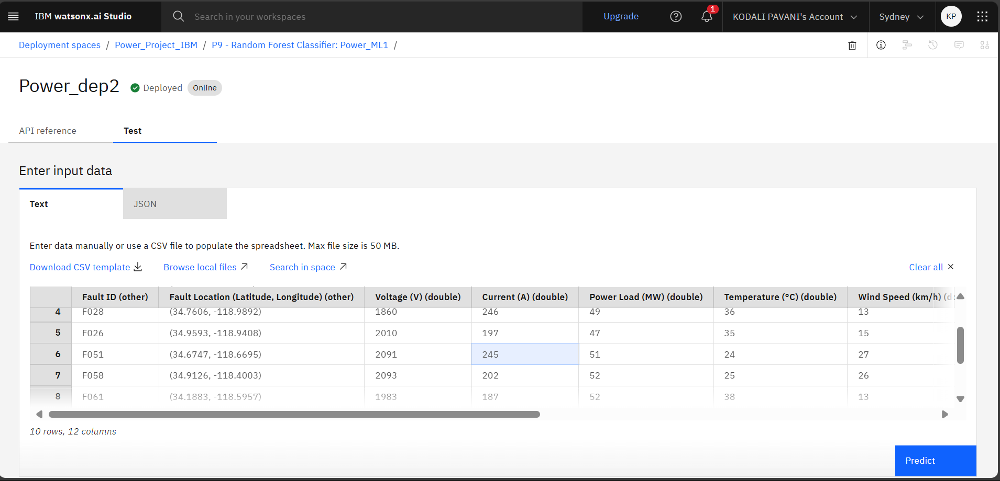 IBM watsonx.ai Studio
Search in your workspaces
Upgrade
1
KODALI PAVANI's Account
Sydney
KP
Deployment spaces / Power_Project_IBM / P9 - Random Forest Classifier: Power_ML1 /
Power_dep2
Deployed
Online
API reference
Test
Enter input data
Text
JSON
Enter data manually or use a CSV file to populate the spreadsheet. Max file size is 50 MB.
Download CSV template
Browse local files
Search in space
Clear all
Fault ID (other) Fault Location (Latitude, Longitude) (other) Voltage (V) (double) Current (A) (double) Power Load (MW) (double) Temperature (°C) (double) Wind Speed (km/h)
4 F028 (34.7606, -118.9892) 1860 246 49 36 13
5 F026 (34.9593, -118.9408) 2010 197 47 35 15
6 F051 (34.6747, -118.6695) 2091 245 51 24 27
7 F058 (34.9126, -118.4003) 2093 202 52 25 26
8 F061 (34.1883, -118.5957) 1983 187 52 38 13
10 rows, 12 columns
Predict